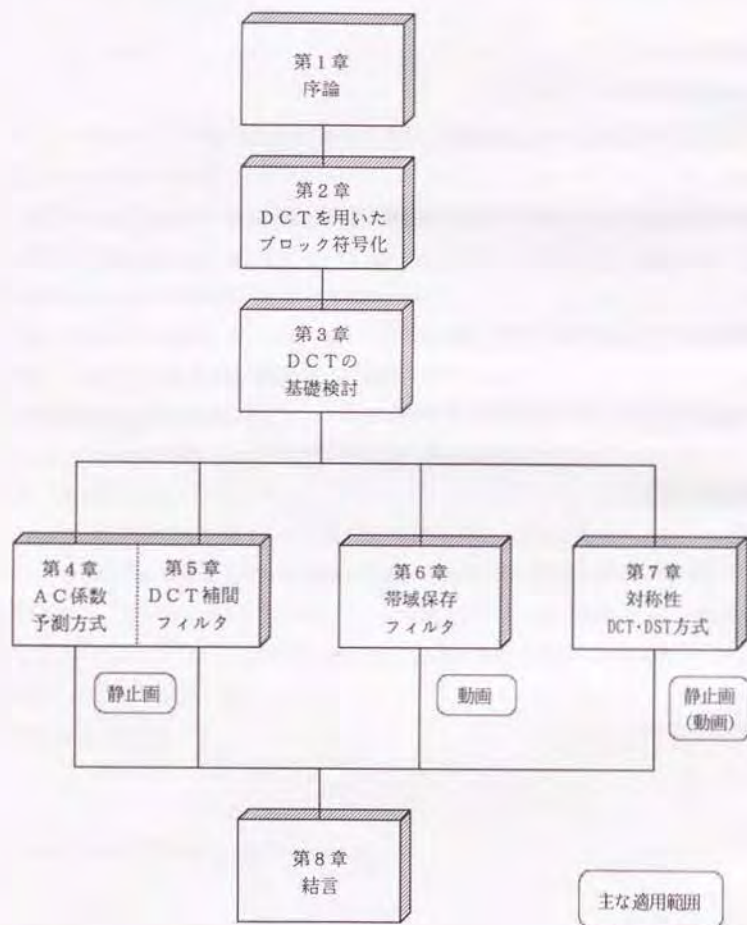 第1章
序論
第2章
DCTを用いた
ブロック符号化
第3章
DCTの
基礎検討
第4章
AC係数
予測方式
第5章
DCT補間
フィルタ
第6章
帯域保存
フィルタ
第7章
対称性
DCT・DST方式
静止画
動画
静止画
(動画)
第8章
結言
主な適用範囲